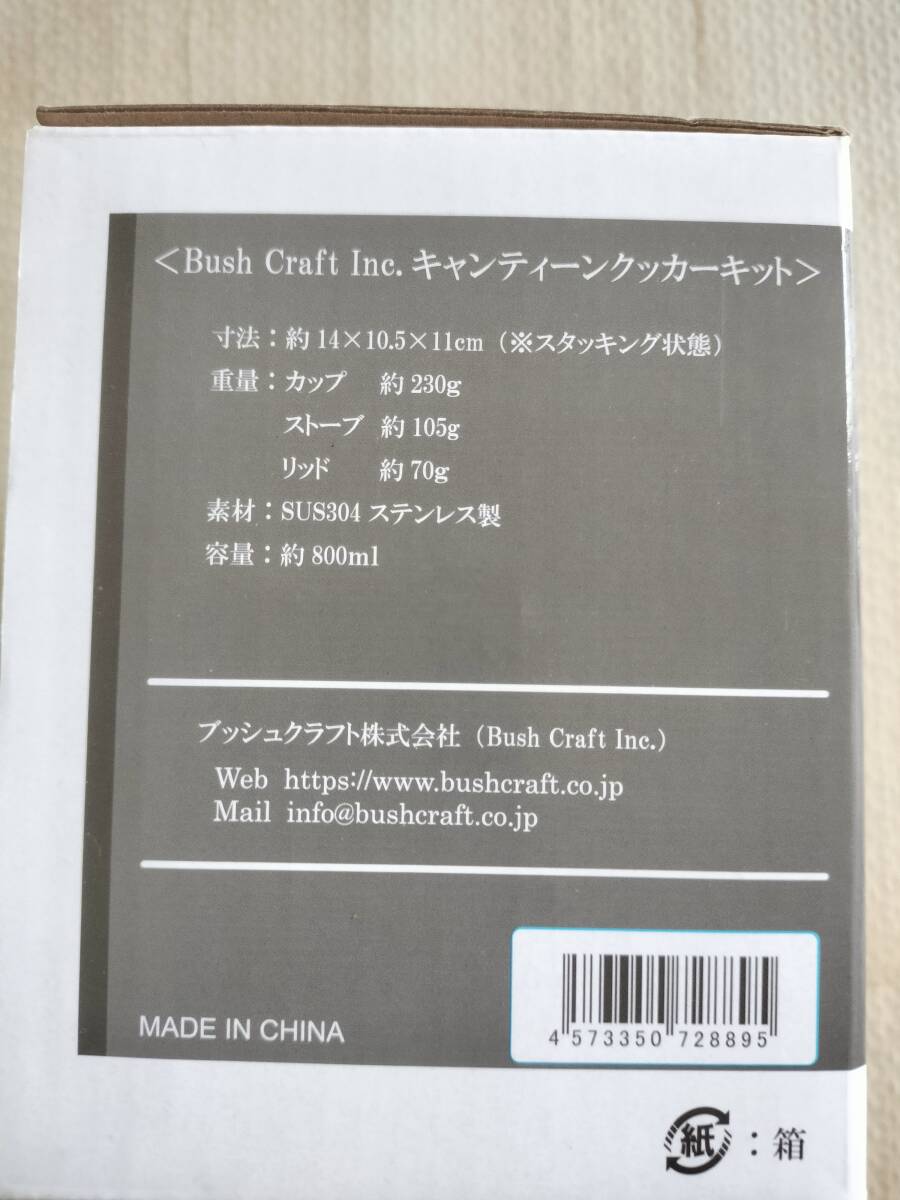 ＜Bush Craft Inc. キャンティーンクッカーキット＞
寸法：約 14×10.5×11cm（※スタッキング状態）
重量：カップ 約 230g
ストーブ 約 105g
リッド 約 70g
素材：SUS304 ステンレス製
容量：約 800ml
ブッシュクラフト株式会社（Bush Craft Inc.）
Web https://www.bushcraft.co.jp
Mail info@bushcraft.co.jp
MADE IN CHINA
4 573350 728895
紙：箱